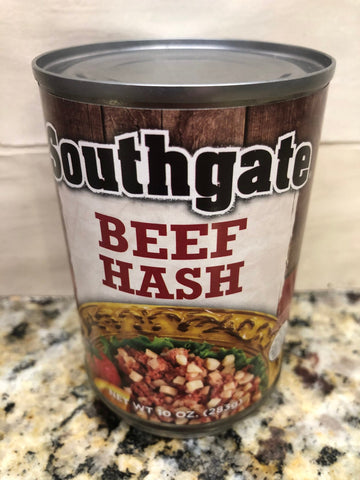 Southgate
BEEF
HASH
NET WT 10 OZ. (283g)